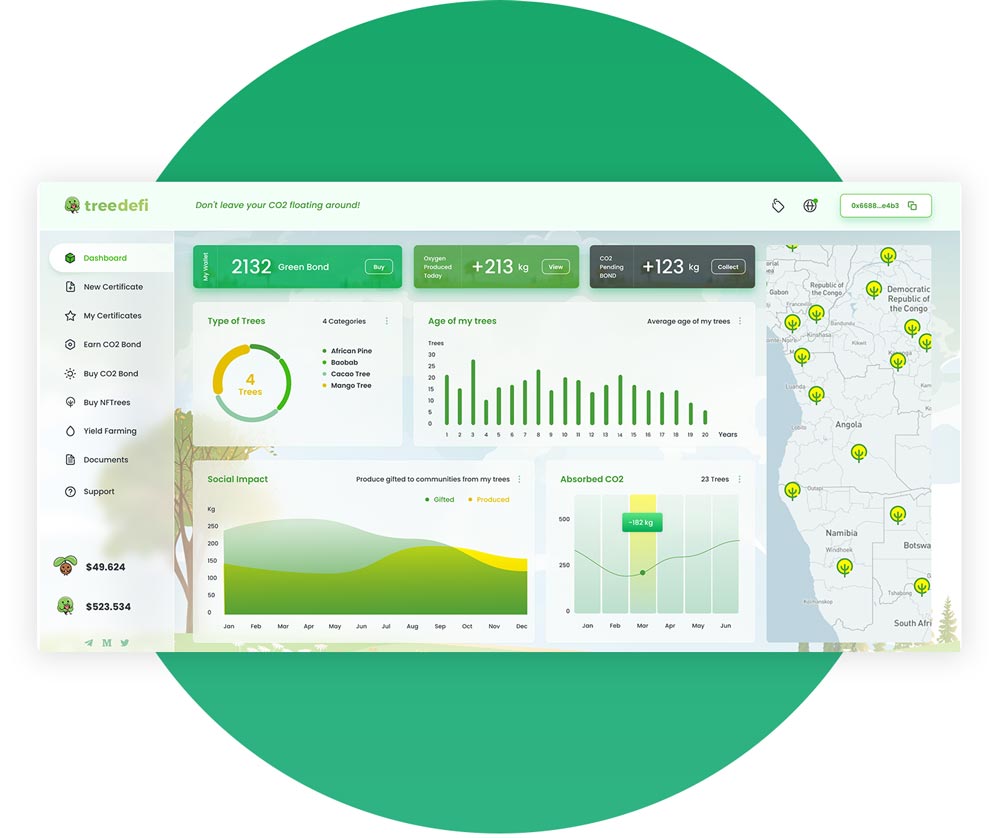 treedefi
Don't leave your CO2 floating around!
0x6688...e4b3
Dashboard
New Certificate
My Certificates
Earn CO2 Bond
Buy CO2 Bond
Buy NFTrees
Yield Farming
Documents
Support
$49.624
$523.534
My Wallet
2132 Green Bond
Buy
Oxygen
Produced
Today
+213 kg
View
CO2
Pending
BOND
+123 kg
Collect
Type of Trees
4 Categories
4
Trees
African Pine
Baobab
Cacao Tree
Mango Tree
Age of my trees
Average age of my trees
Trees
30
25
20
15
10
5
0
1 2 3 4 5 6 7 8 9 10 11 12 13 14 15 16 17 18 19 20 Years
Social Impact
Produce gifted to communities from my trees
Gifted
Produced
Kg
250
200
150
100
50
0
Jan Feb Mar Apr May Jun Jul Aug Sep Oct Nov Dec
Absorbed CO2
23 Trees
500
250
0
-182 kg
Jan Feb Mar Apr May Jun
Gabon
Republic of
the Congo
Democratic
Republic of
the Congo
Franceville
Bandundu
Kinshasa
Kikwit
Luanda
Lobito
Angola
Outapi
Namibia
Windhoek
Botswa
Tshabong
South Afri